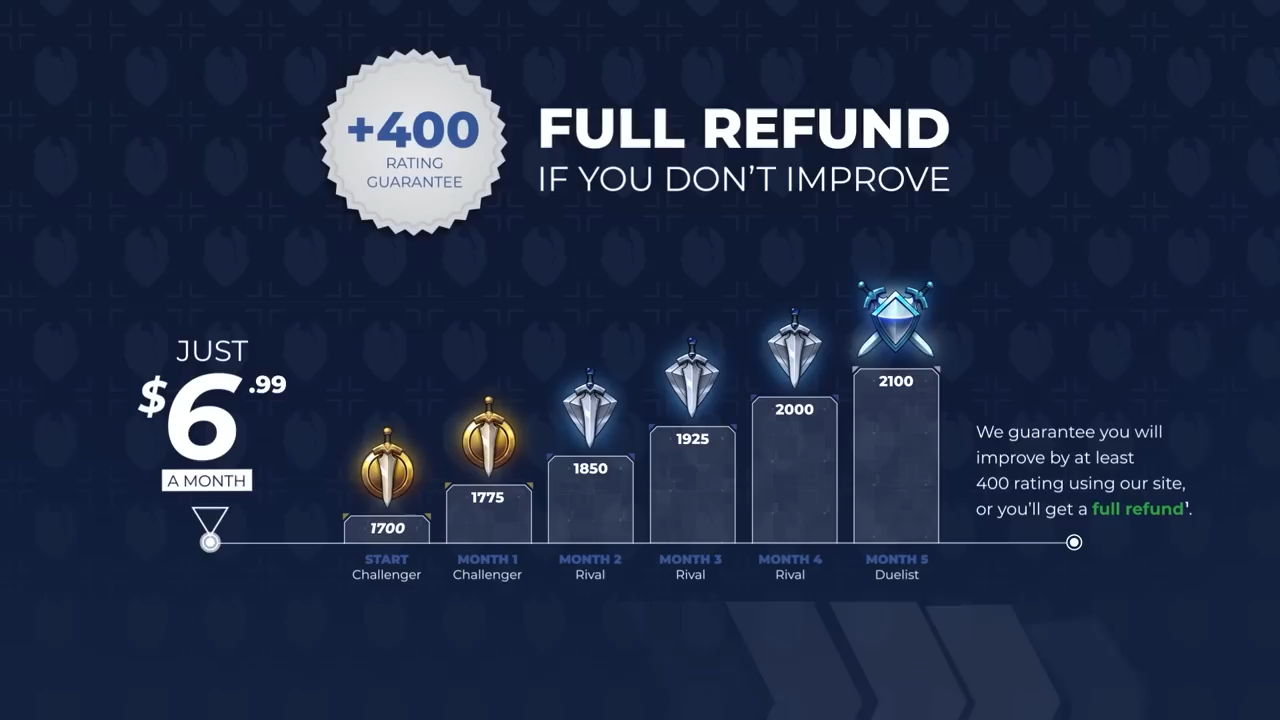 +400
RATING
GUARANTEE
FULL REFUND
IF YOU DON'T IMPROVE
JUST
$6.99
A MONTH
1700
1775
1850
1925
2000
2100
START
Challenger
MONTH 1
Challenger
MONTH 2
Rival
MONTH 3
Rival
MONTH 4
Rival
MONTH 5
Duelist
We guarantee you will
improve by at least
400 rating using our site,
or you'll get a full refund¹.